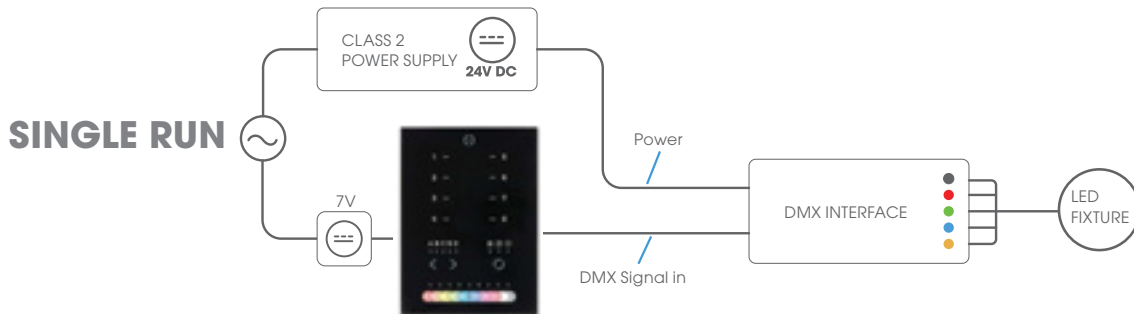 CLASS 2
POWER SUPPLY
24V DC
SINGLE RUN
7V
Power
DMX INTERFACE
LED
FIXTURE
DMX Signal in